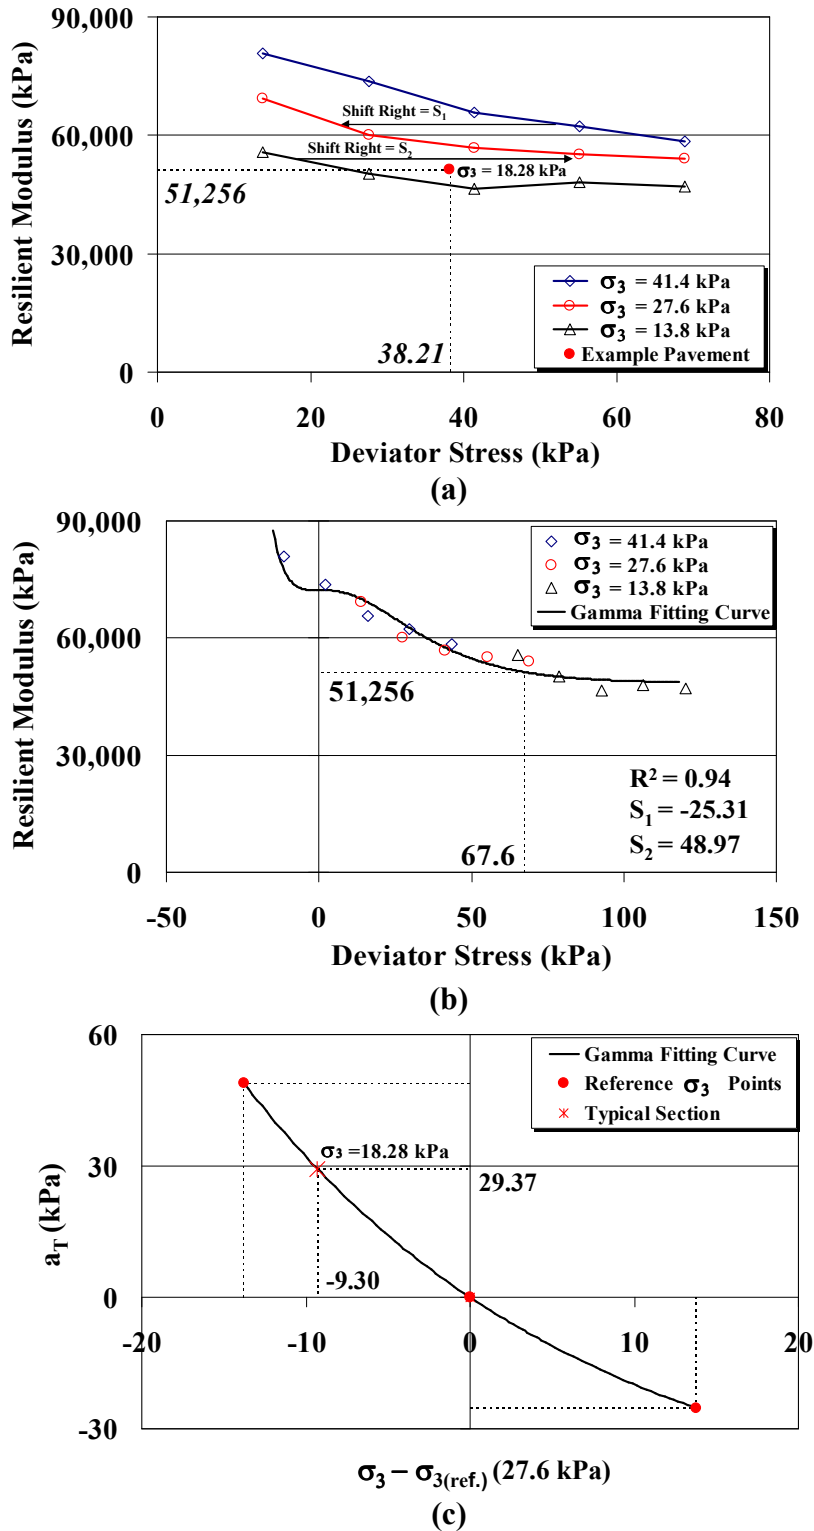 90,000
60,000
30,000
0
Resilient Modulus (kPa)
Shift Right = S1
Shift Right = S2
σ3 = 18.28 kPa
51,256
38.21
σ3 = 41.4 kPa
σ3 = 27.6 kPa
σ3 = 13.8 kPa
Example Pavement
0 20 40 60 80
Deviator Stress (kPa)
(a)
90,000
60,000
30,000
0
Resilient Modulus (kPa)
σ3 = 41.4 kPa
σ3 = 27.6 kPa
σ3 = 13.8 kPa
Gamma Fitting Curve
51,256
67.6
R² = 0.94
S1 = -25.31
S2 = 48.97
-50 0 50 100 150
Deviator Stress (kPa)
(b)
60
30
0
-30
aT (kPa)
Gamma Fitting Curve
Reference σ3 Points
Typical Section
σ3 =18.28 kPa
29.37
-9.30
-20 -10 0 10 20
σ3 – σ3(ref.) (27.6 kPa)
(c)